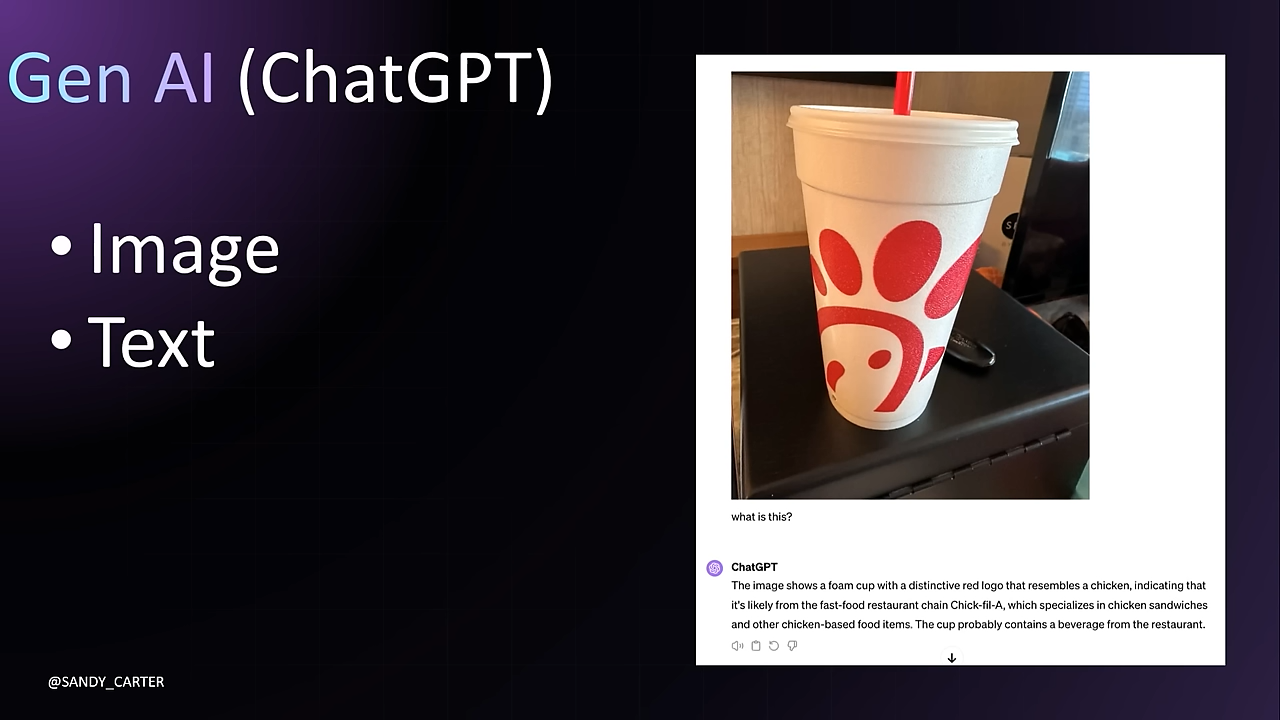 Gen AI (ChatGPT)
• Image
• Text
what is this?
ChatGPT
The image shows a foam cup with a distinctive red logo that resembles a chicken, indicating that
it's likely from the fast-food restaurant chain Chick-fil-A, which specializes in chicken sandwiches
and other chicken-based food items. The cup probably contains a beverage from the restaurant.
@SANDY_CARTER